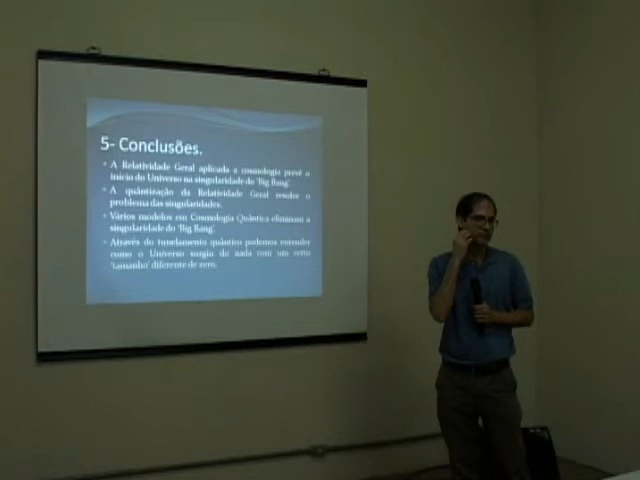 5- Conclusões.
A Relatividade Geral aplicada a cosmologia prevê o
início do Universo na singularidade do 'Big Bang'.
A quantização da Relatividade Geral resolve o
problema das singularidades.
Vários modelos em Cosmologia Quântica eliminam a
singularidade do 'Big Bang'.
Através do tunelamento quântico podemos entender
como o Universo surgiu do nada com um certo
'tamanho' diferente de zero.